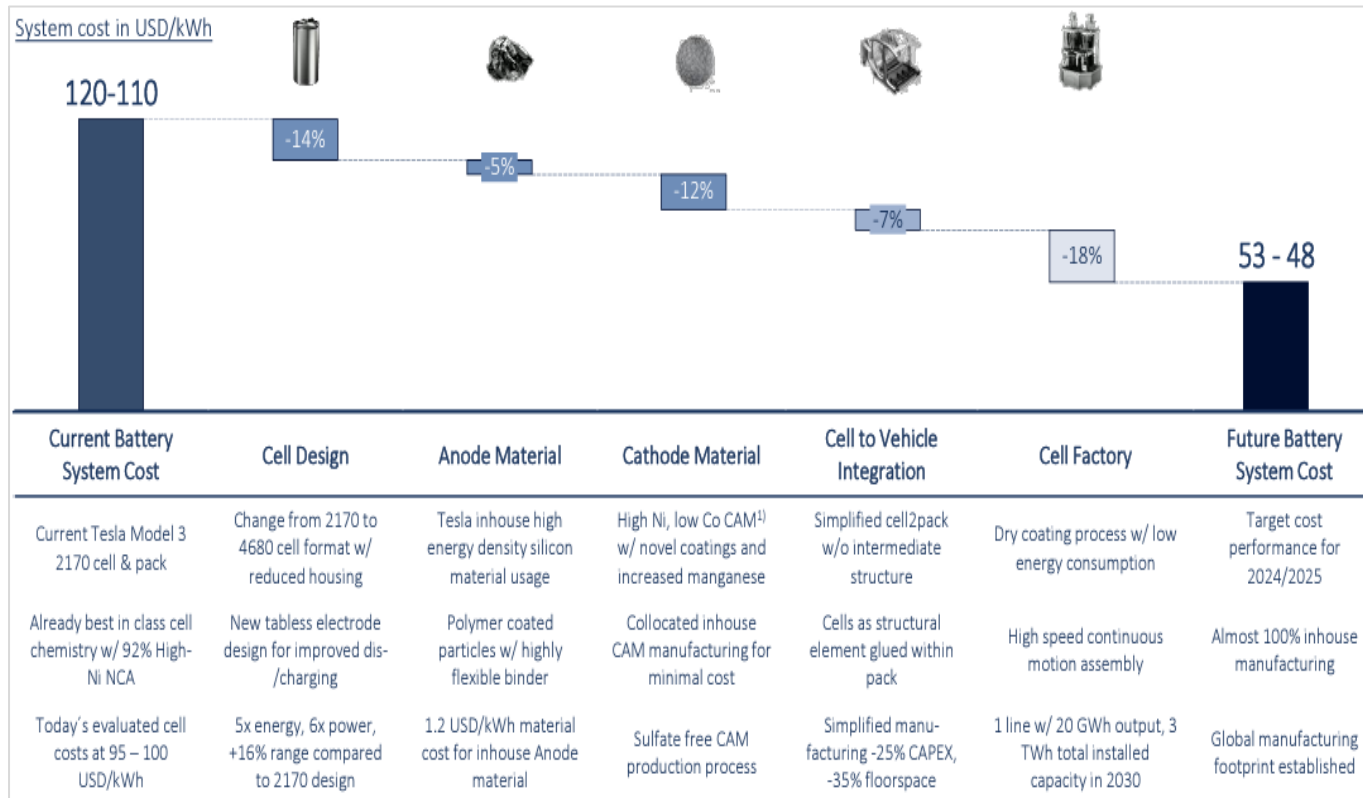 System cost in USD/kWh
120-110
-14%
-5%
-12%
-7%
-18%
53 - 48
Current Battery
System Cost
Cell Design
Anode Material
Cathode Material
Cell to Vehicle
Integration
Cell Factory
Future Battery
System Cost
Current Tesla Model 3
2170 cell & pack
Change from 2170 to
4680 cell format w/
reduced housing
Tesla inhouse high
energy density silicon
material usage
High Ni, low Co CAM¹⁾
w/ novel coatings and
increased manganese
Simplified cell2pack
w/o intermediate
structure
Dry coating process w/ low
energy consumption
Target cost
performance for
2024/2025
Already best in class cell
chemistry w/ 92% High-
Ni NCA
New tabless electrode
design for improved dis-
/charging
Polymer coated
particles w/ highly
flexible binder
Collocated inhouse
CAM manufacturing for
minimal cost
Cells as structural
element glued within
pack
High speed continuous
motion assembly
Almost 100% inhouse
manufacturing
Today´s evaluated cell
costs at 95 – 100
USD/kWh
5x energy, 6x power,
+16% range compared
to 2170 design
1.2 USD/kWh material
cost for inhouse Anode
material
Sulfate free CAM
production process
Simplified manu-
facturing -25% CAPEX,
-35% floorspace
1 line w/ 20 GWh output, 3
TWh total installed
capacity in 2030
Global manufacturing
footprint established